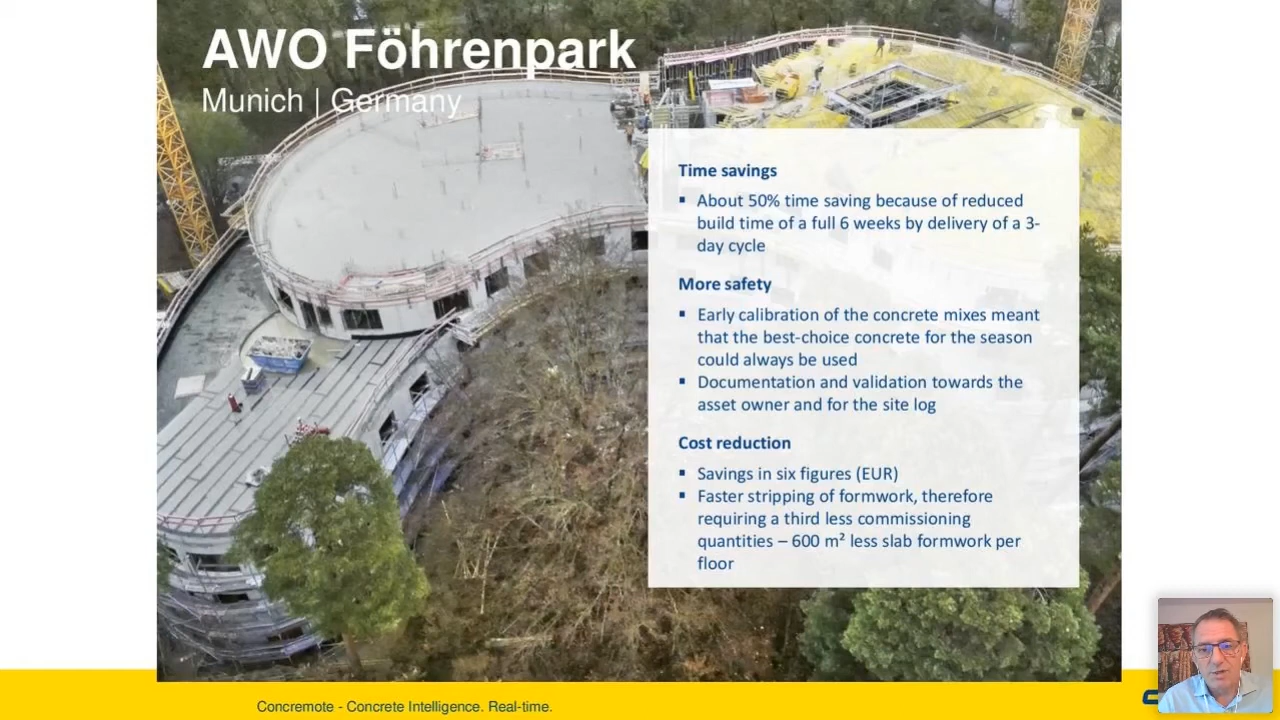 AWO Föhrenpark
Munich | Germany
Time savings
▪ About 50% time saving because of reduced
build time of a full 6 weeks by delivery of a 3-
day cycle
More safety
▪ Early calibration of the concrete mixes meant
that the best-choice concrete for the season
could always be used
▪ Documentation and validation towards the
asset owner and for the site log
Cost reduction
▪ Savings in six figures (EUR)
▪ Faster stripping of formwork, therefore
requiring a third less commissioning
quantities – 600 m² less slab formwork per
floor
Concremote - Concrete Intelligence. Real-time.